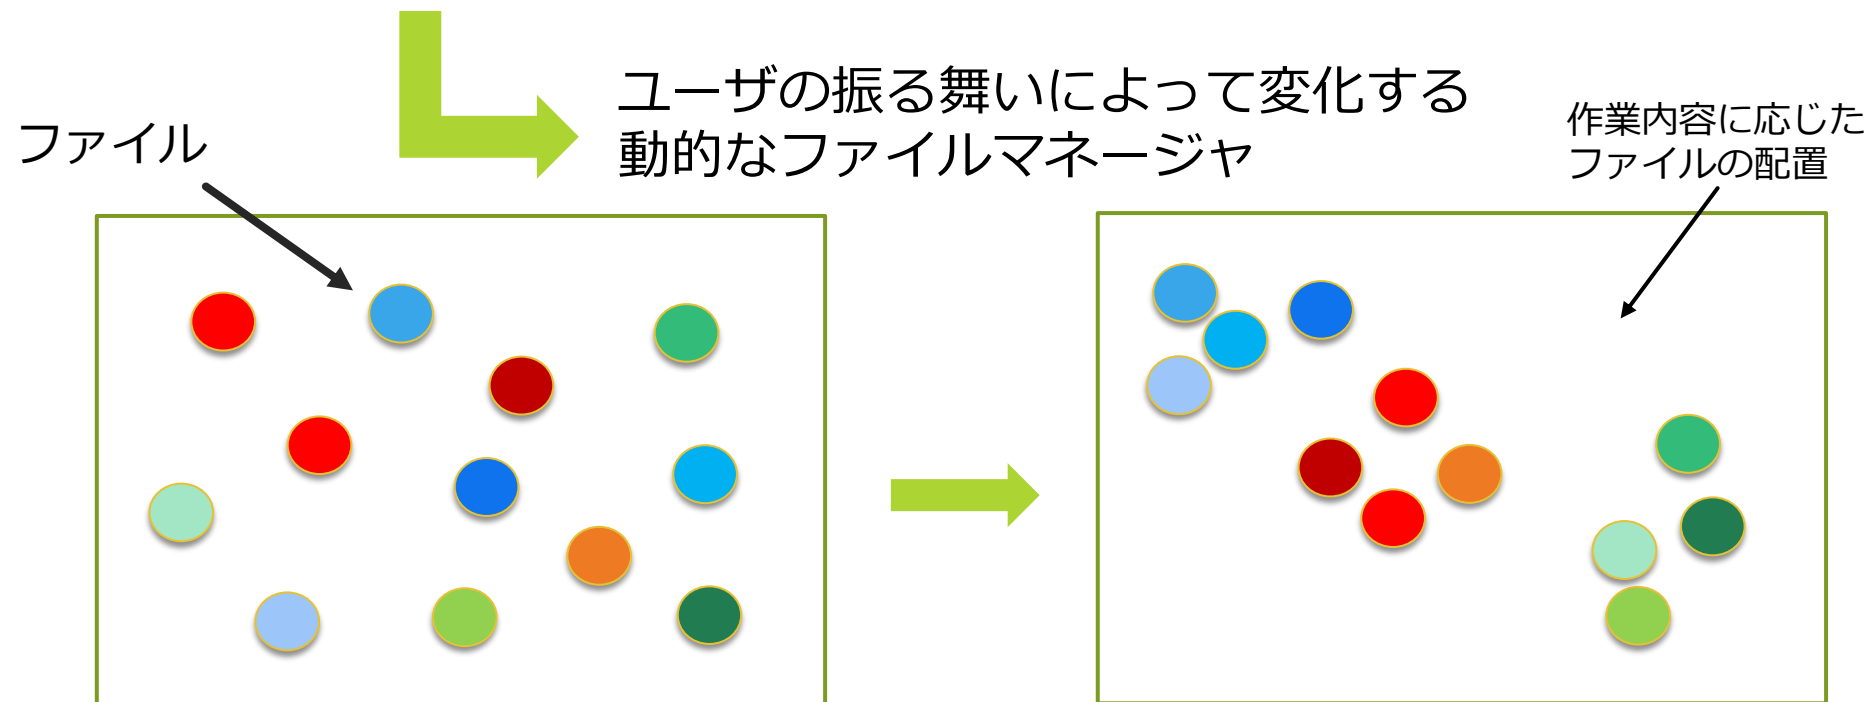 ユーザの振る舞いによって変化する
動的なファイルマネージャ
ファイル
作業内容に応じた
ファイルの配置